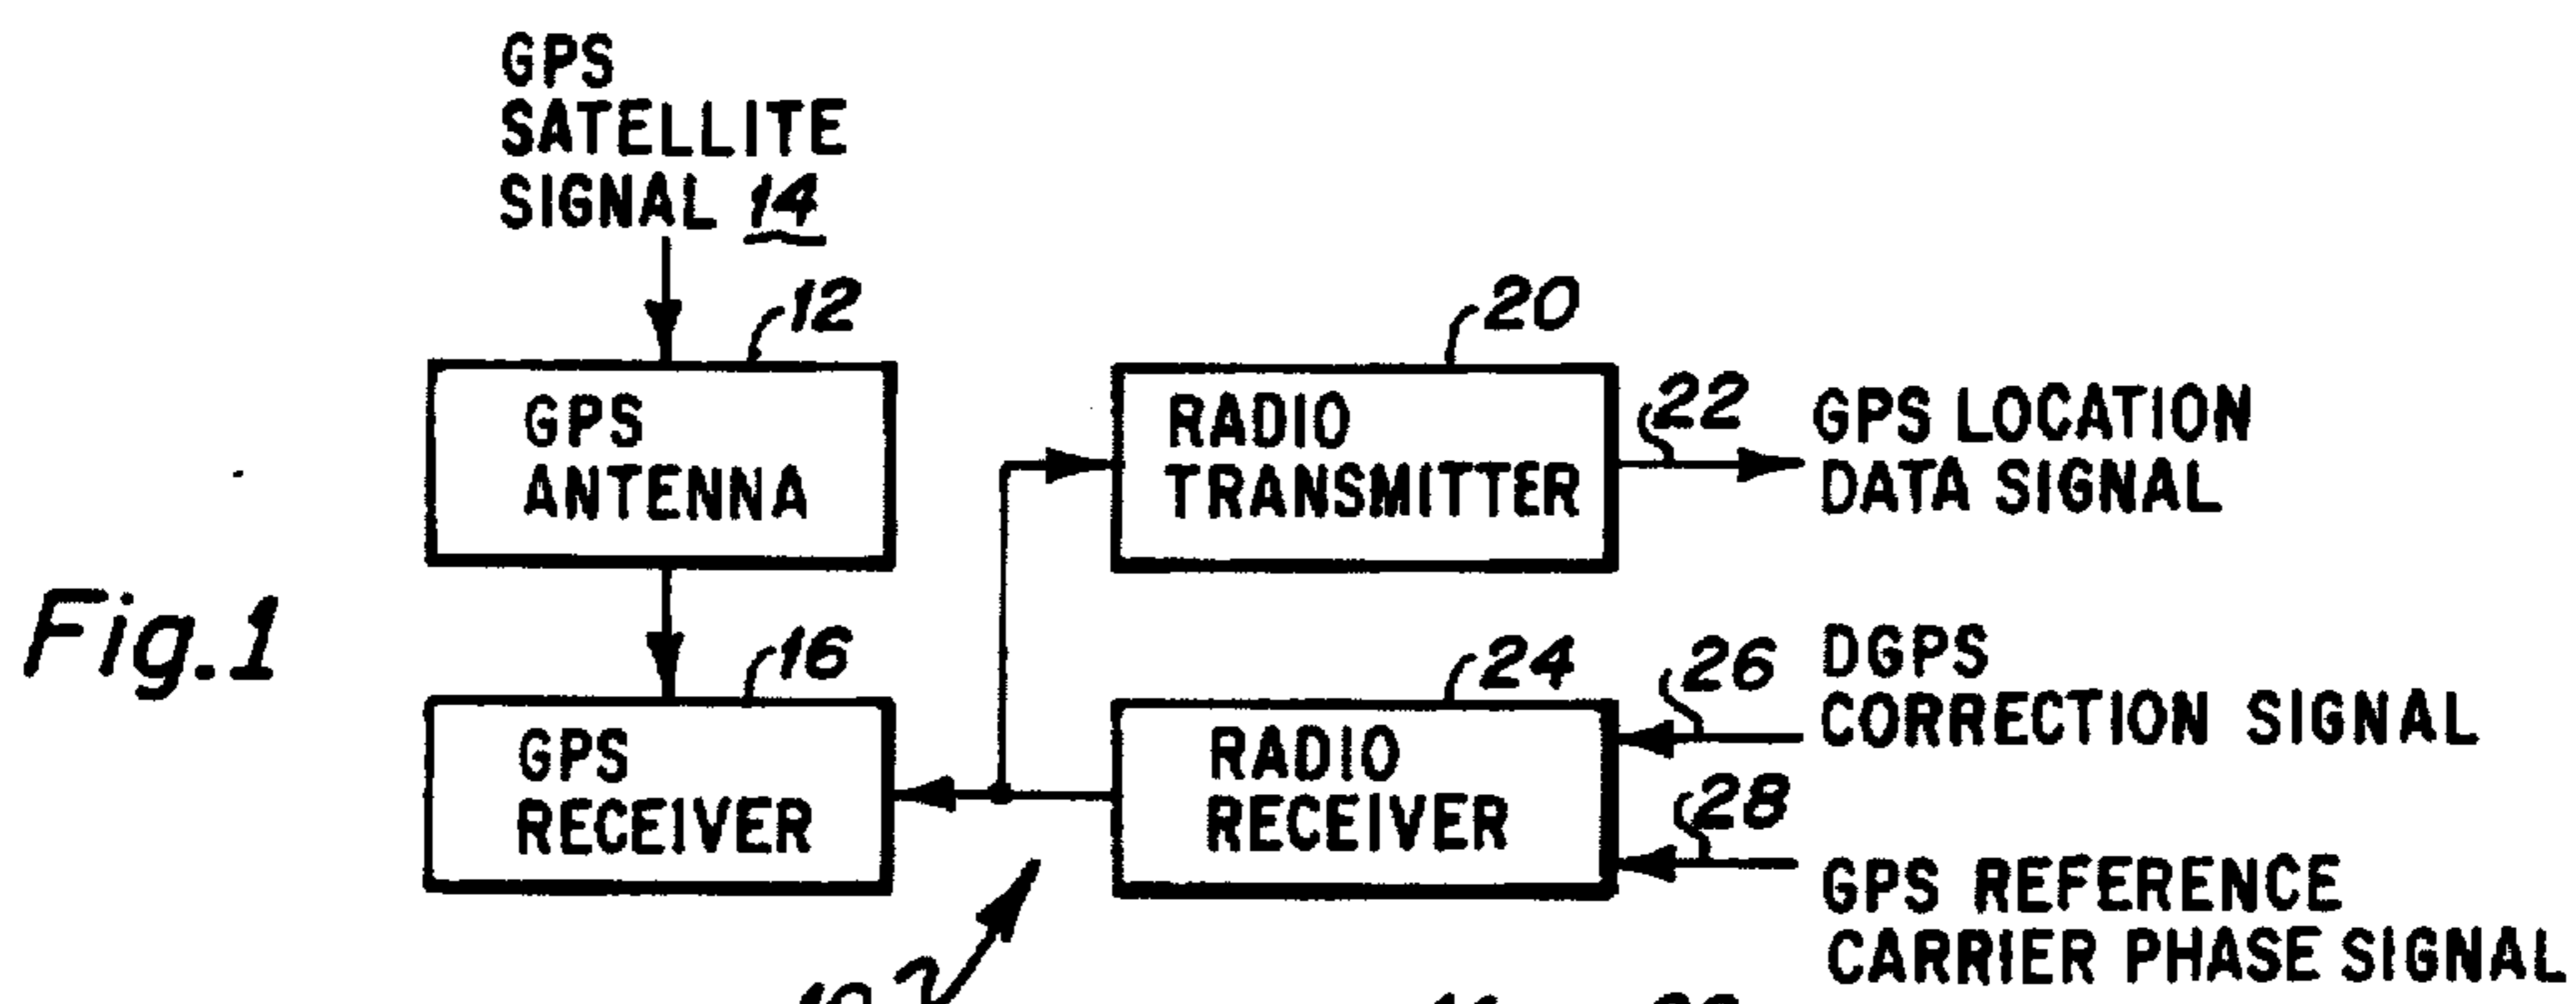 GPS
SATELLITE
SIGNAL 14
12
GPS
ANTENNA
20
RADIO
TRANSMITTER
22
GPS LOCATION
DATA SIGNAL
Fig.1
16
GPS
RECEIVER
24
RADIO
RECEIVER
26
DGPS
CORRECTION SIGNAL
28
GPS REFERENCE
CARRIER PHASE SIGNAL